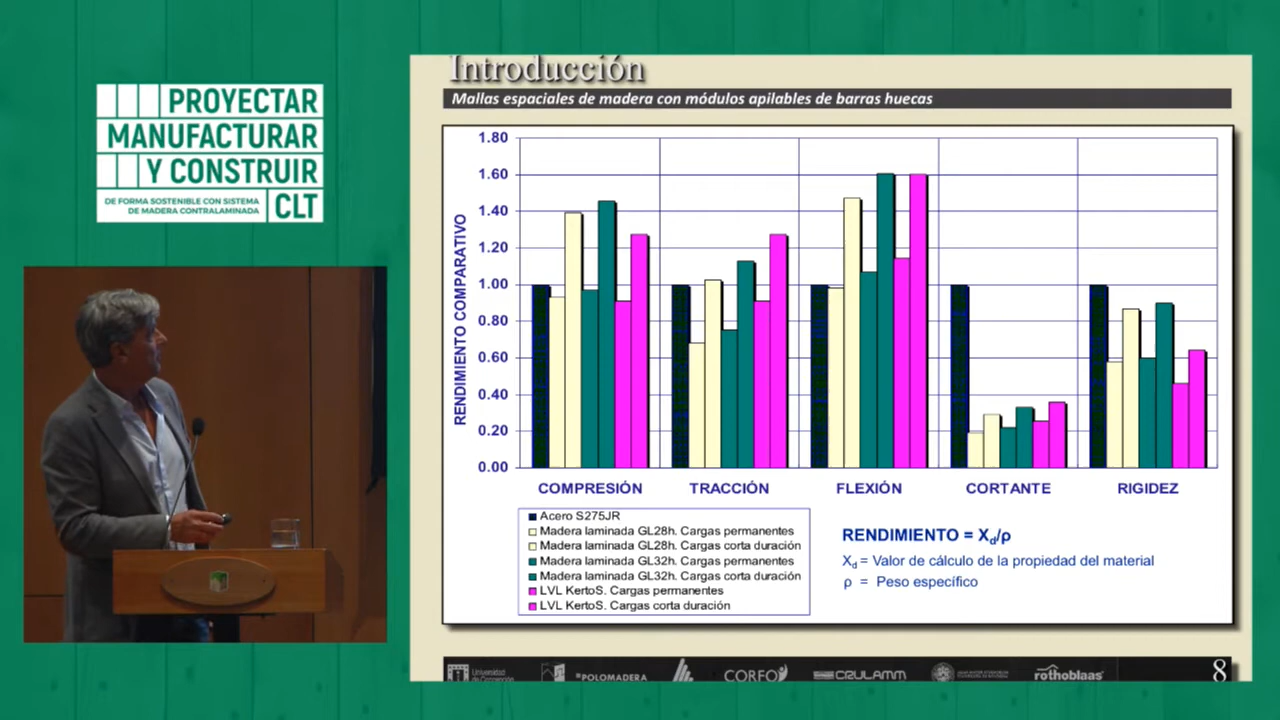 PROYECTAR
MANUFACTURAR
Y CONSTRUIR
DE FORMA SOSTENIBLE CON SISTEMA
DE MADERA CONTRALAMINADA
CLT
Introducción
Mallas espaciales de madera con módulos apilables de barras huecas
RENDIMIENTO COMPARATIVO
1.80
1.60
1.40
1.20
1.00
0.80
0.60
0.40
0.20
0.00
COMPRESIÓN TRACCIÓN FLEXIÓN CORTANTE RIGIDEZ
Acero S275JR
Madera laminada GL28h. Cargas permanentes
Madera laminada GL28h. Cargas corta duración
Madera laminada GL32h. Cargas permanentes
Madera laminada GL32h. Cargas corta duración
LVL KertoS. Cargas permanentes
LVL KertoS. Cargas corta duración
RENDIMIENTO = Xd/ρ
Xd = Valor de cálculo de la propiedad del material
ρ = Peso específico
Universidad
POLOMADERA
CORFO
CRULAMM
rothoblaas
8